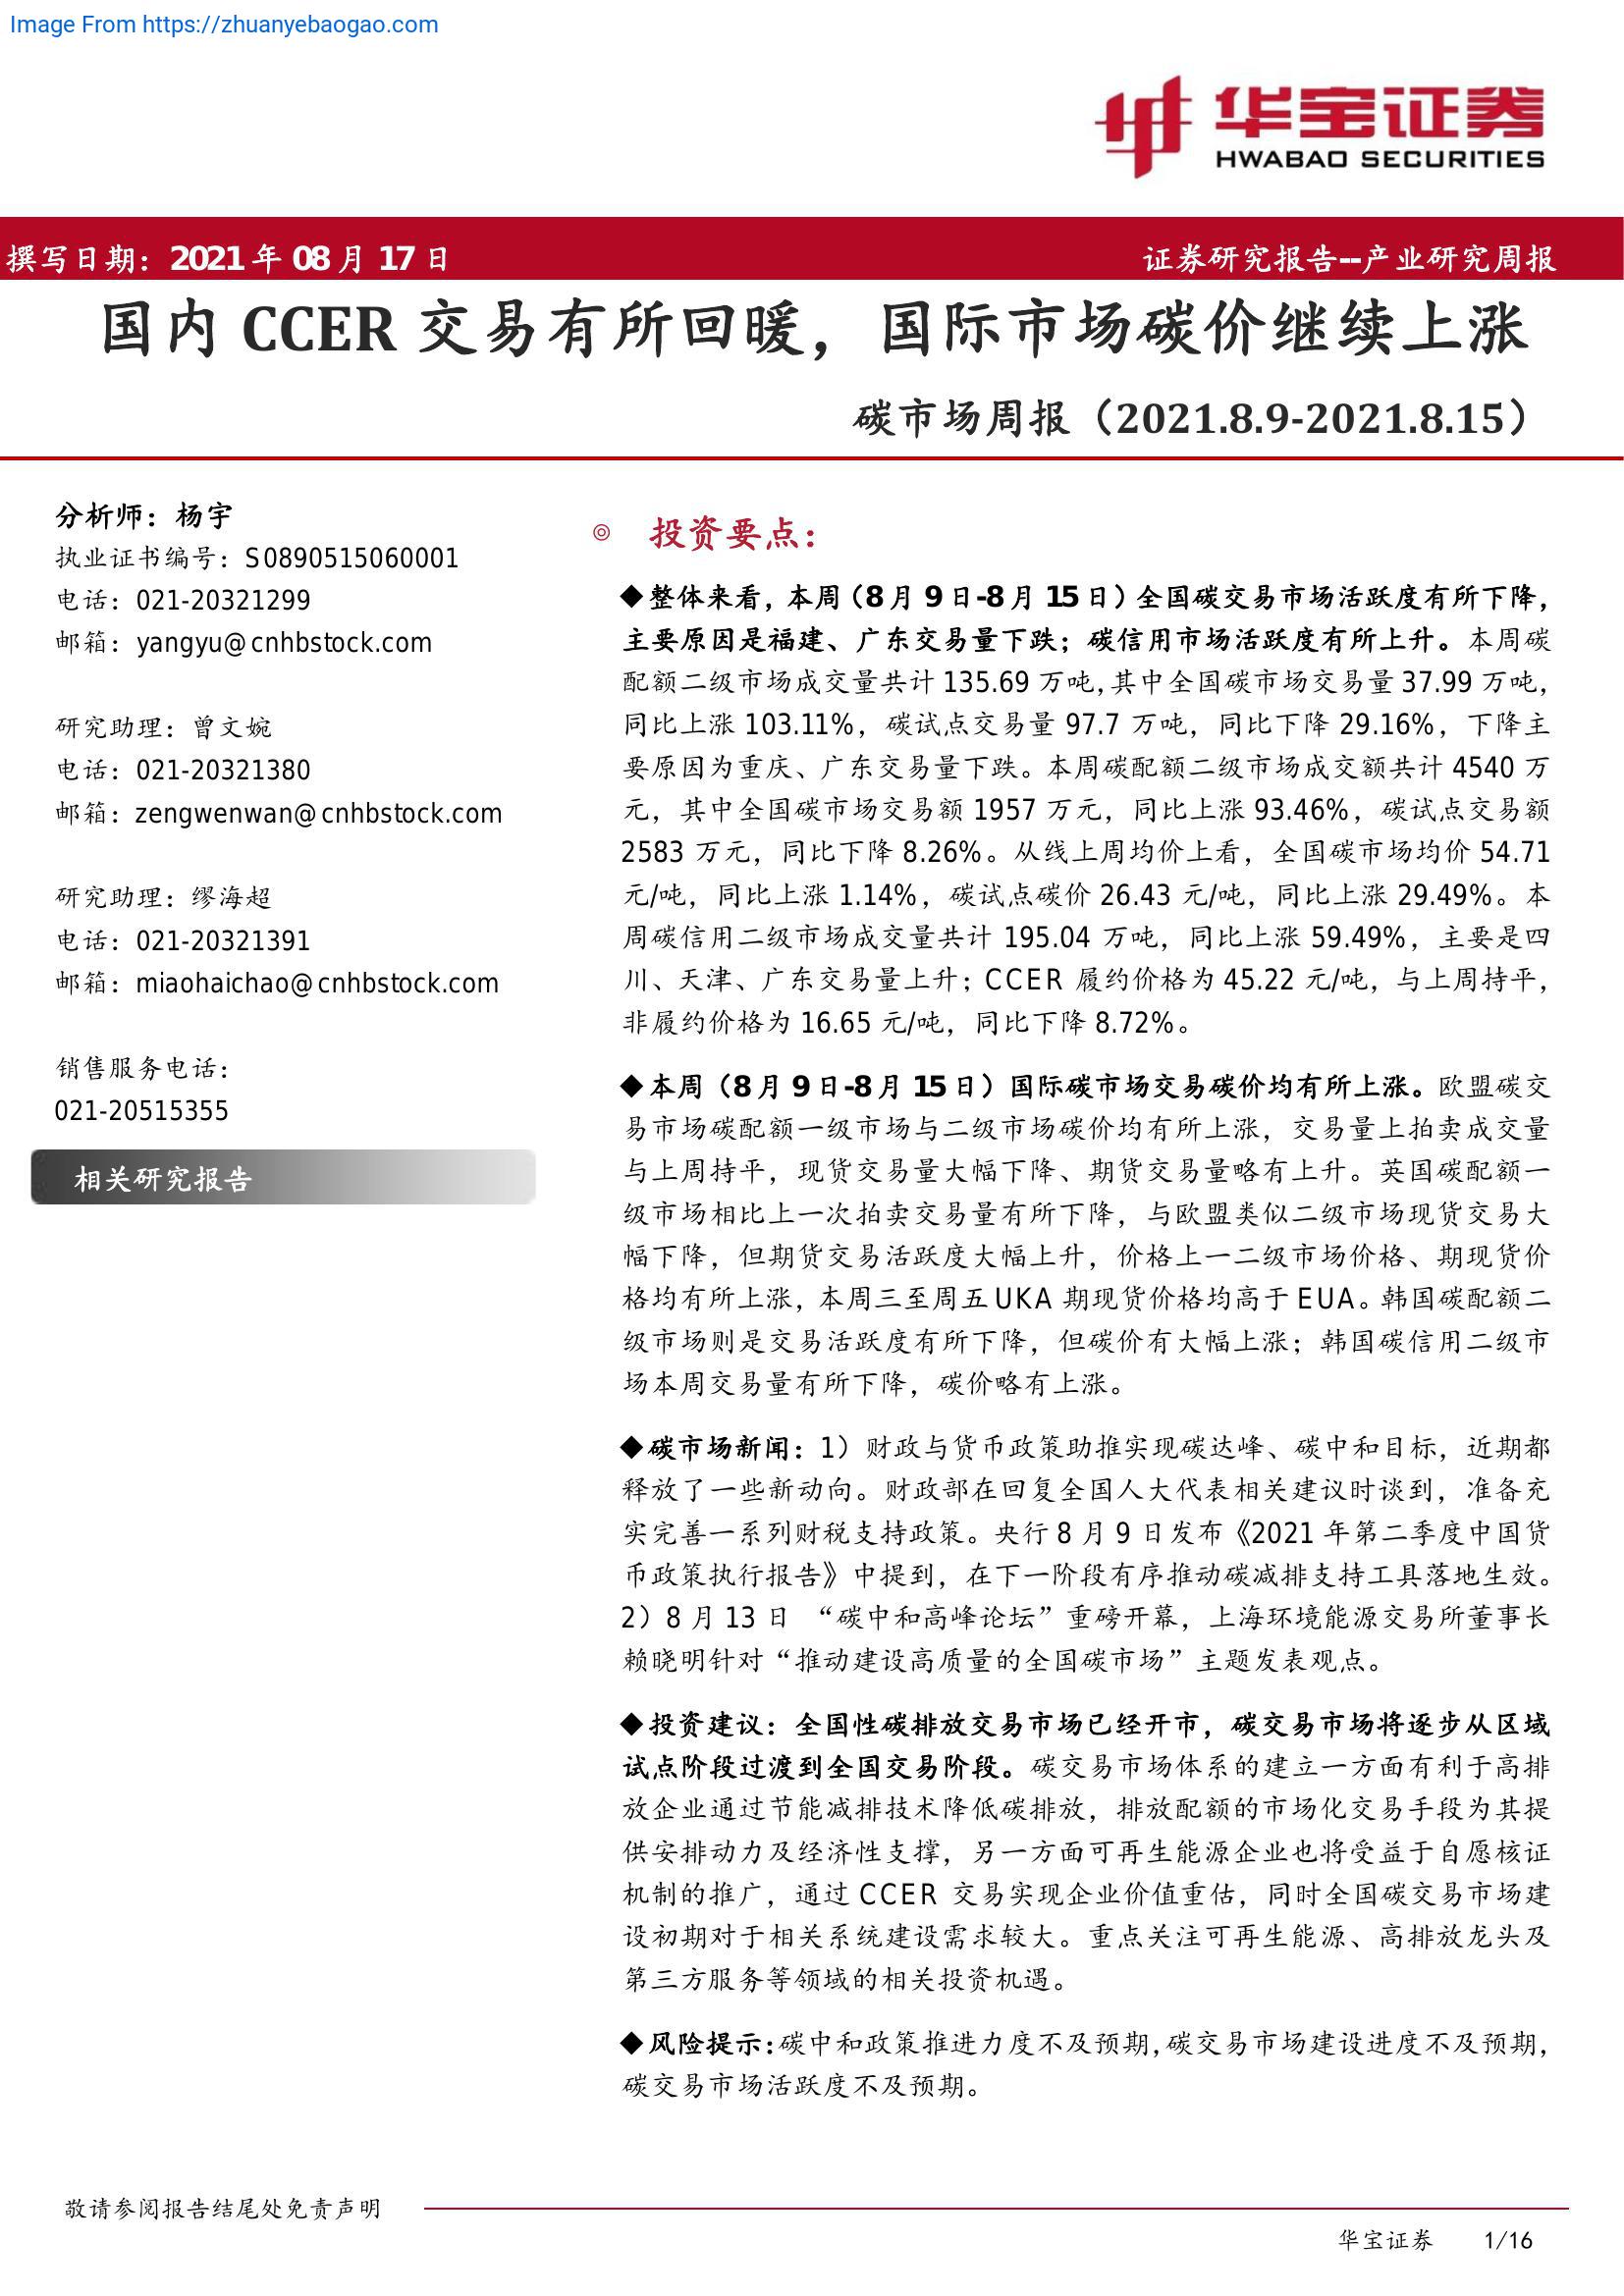 Image From https://zhuanyebaogao.com
华宝证券
HWABAO SECURITIES
撰写日期：2021 年 08 月 17 日
证券研究报告--产业研究周报
国内 CCER 交易有所回暖，国际市场碳价继续上涨
碳市场周报（2021.8.9-2021.8.15）
分析师：杨宇
执业证书编号：S0890515060001
电话：021-20321299
邮箱：yangyu@cnhbstock.com
研究助理：曾文婉
电话：021-20321380
邮箱：zengwenwan@cnhbstock.com
研究助理：缪海超
电话：021-20321391
邮箱：miaohaichao@cnhbstock.com
销售服务电话：
021-20515355
相关研究报告
◎ 投资要点：
◆整体来看，本周（8 月 9 日-8 月 15 日）全国碳交易市场活跃度有所下降，
主要原因是福建、广东交易量下跌；碳信用市场活跃度有所上升。本周碳
配额二级市场成交量共计 135.69 万吨，其中全国碳市场交易量 37.99 万吨，
同比上涨 103.11%，碳试点交易量 97.7 万吨，同比下降 29.16%，下降主
要原因为重庆、广东交易量下跌。本周碳配额二级市场成交额共计 4540 万
元，其中全国碳市场交易额 1957 万元，同比上涨 93.46%，碳试点交易额
2583 万元，同比下降 8.26%。从线上周均价上看，全国碳市场均价 54.71
元/吨，同比上涨 1.14%，碳试点碳价 26.43 元/吨，同比上涨 29.49%。本
周碳信用二级市场成交量共计 195.04 万吨，同比上涨 59.49%，主要是四
川、天津、广东交易量上升；CCER 履约价格为 45.22 元/吨，与上周持平，
非履约价格为 16.65 元/吨，同比下降 8.72%。
◆本周（8 月 9 日-8 月 15 日）国际碳市场交易碳价均有所上涨。欧盟碳交
易市场碳配额一级市场与二级市场碳价均有所上涨，交易量上拍卖成交量
与上周持平，现货交易量大幅下降、期货交易量略有上升。英国碳配额一
级市场相比上一次拍卖交易量有所下降，与欧盟类似二级市场现货交易大
幅下降，但期货交易活跃度大幅上升，价格上一二级市场价格、期现货价
格均有所上涨，本周三至周五 UKA 期现货价格均高于 EUA。韩国碳配额二
级市场则是交易活跃度有所下降，但碳价有大幅上涨；韩国碳信用二级市
场本周交易量有所下降，碳价略有上涨。
◆碳市场新闻：1）财政与货币政策助推实现碳达峰、碳中和目标，近期都
释放了一些新动向。财政部在回复全国人大代表相关建议时谈到，准备充
实完善一系列财税支持政策。央行 8 月 9 日发布《2021 年第二季度中国货
币政策执行报告》中提到，在下一阶段有序推动碳减排支持工具落地生效。
2）8 月 13 日 “碳中和高峰论坛”重磅开幕，上海环境能源交易所董事长
赖晓明针对“推动建设高质量的全国碳市场”主题发表观点。
◆投资建议：全国性碳排放交易市场已经开市，碳交易市场将逐步从区域
试点阶段过渡到全国交易阶段。碳交易市场体系的建立一方面有利于高排
放企业通过节能减排技术降低碳排放，排放配额的市场化交易手段为其提
供安排动力及经济性支撑，另一方面可再生能源企业也将受益于自愿核证
机制的推广，通过 CCER 交易实现企业价值重估，同时全国碳交易市场建
设初期对于相关系统建设需求较大。重点关注可再生能源、高排放龙头及
第三方服务等领域的相关投资机遇。
◆风险提示：碳中和政策推进力度不及预期，碳交易市场建设进度不及预期，
碳交易市场活跃度不及预期。
敬请参阅报告结尾处免责声明
华宝证券 1/16